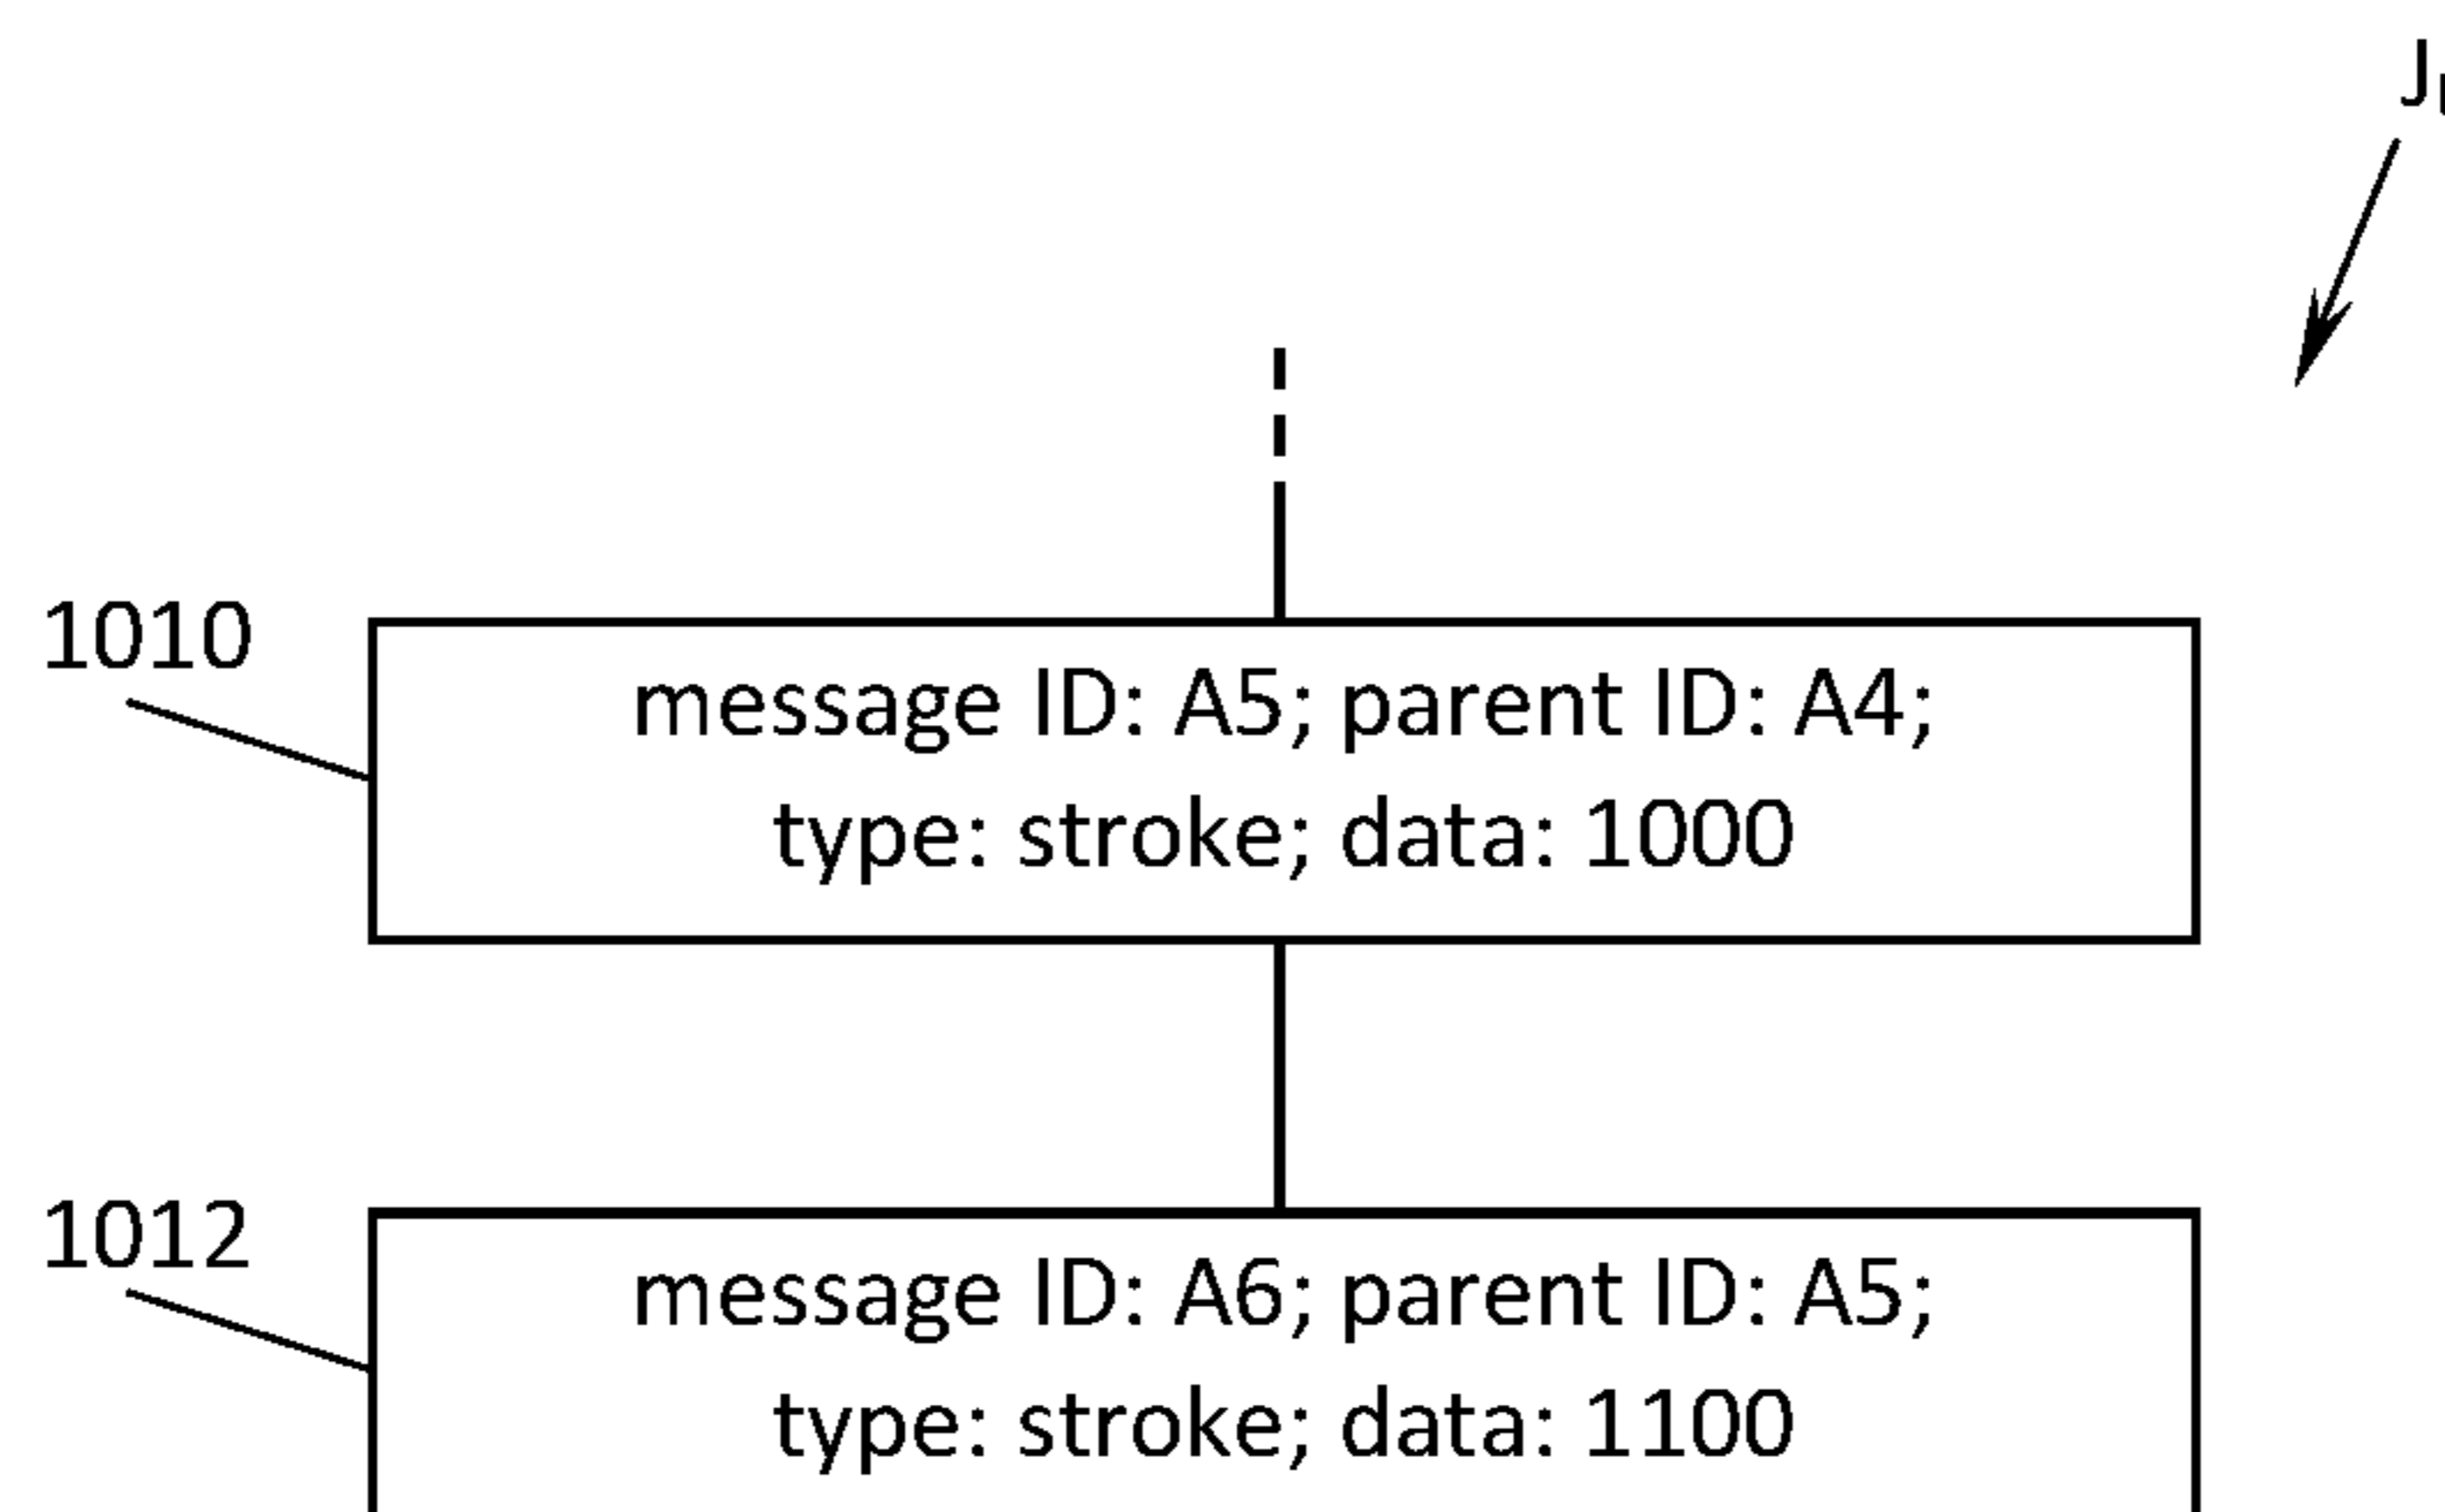 J
1010
message ID: A5; parent ID: A4;
type: stroke; data: 1000
1012
message ID: A6; parent ID: A5;
type: stroke; data: 1100